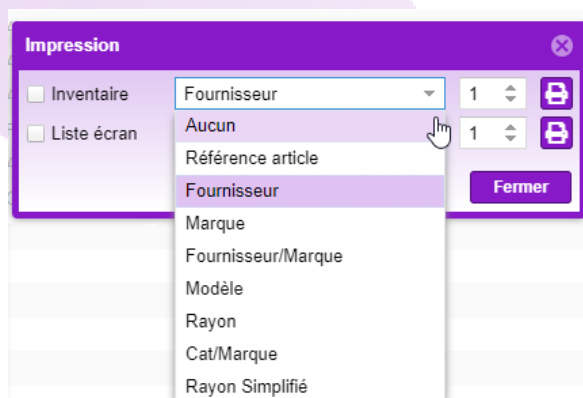 Impression
Inventaire Fournisseur 1
Liste écran 1
Aucun
Référence article
Fournisseur
Fermer
Marque
Fournisseur/Marque
Modèle
Rayon
Cat/Marque
Rayon Simplifié